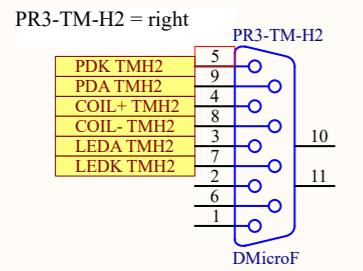 PR3-TM-H2 = right
PR3-TM-H2
PDK TMH2 5
PDA TMH2 9
COIL+ TMH2 4
COIL- TMH2 8
LEDA TMH2 3 10
LEDK TMH2 7
2 11
6
1
DMicroF